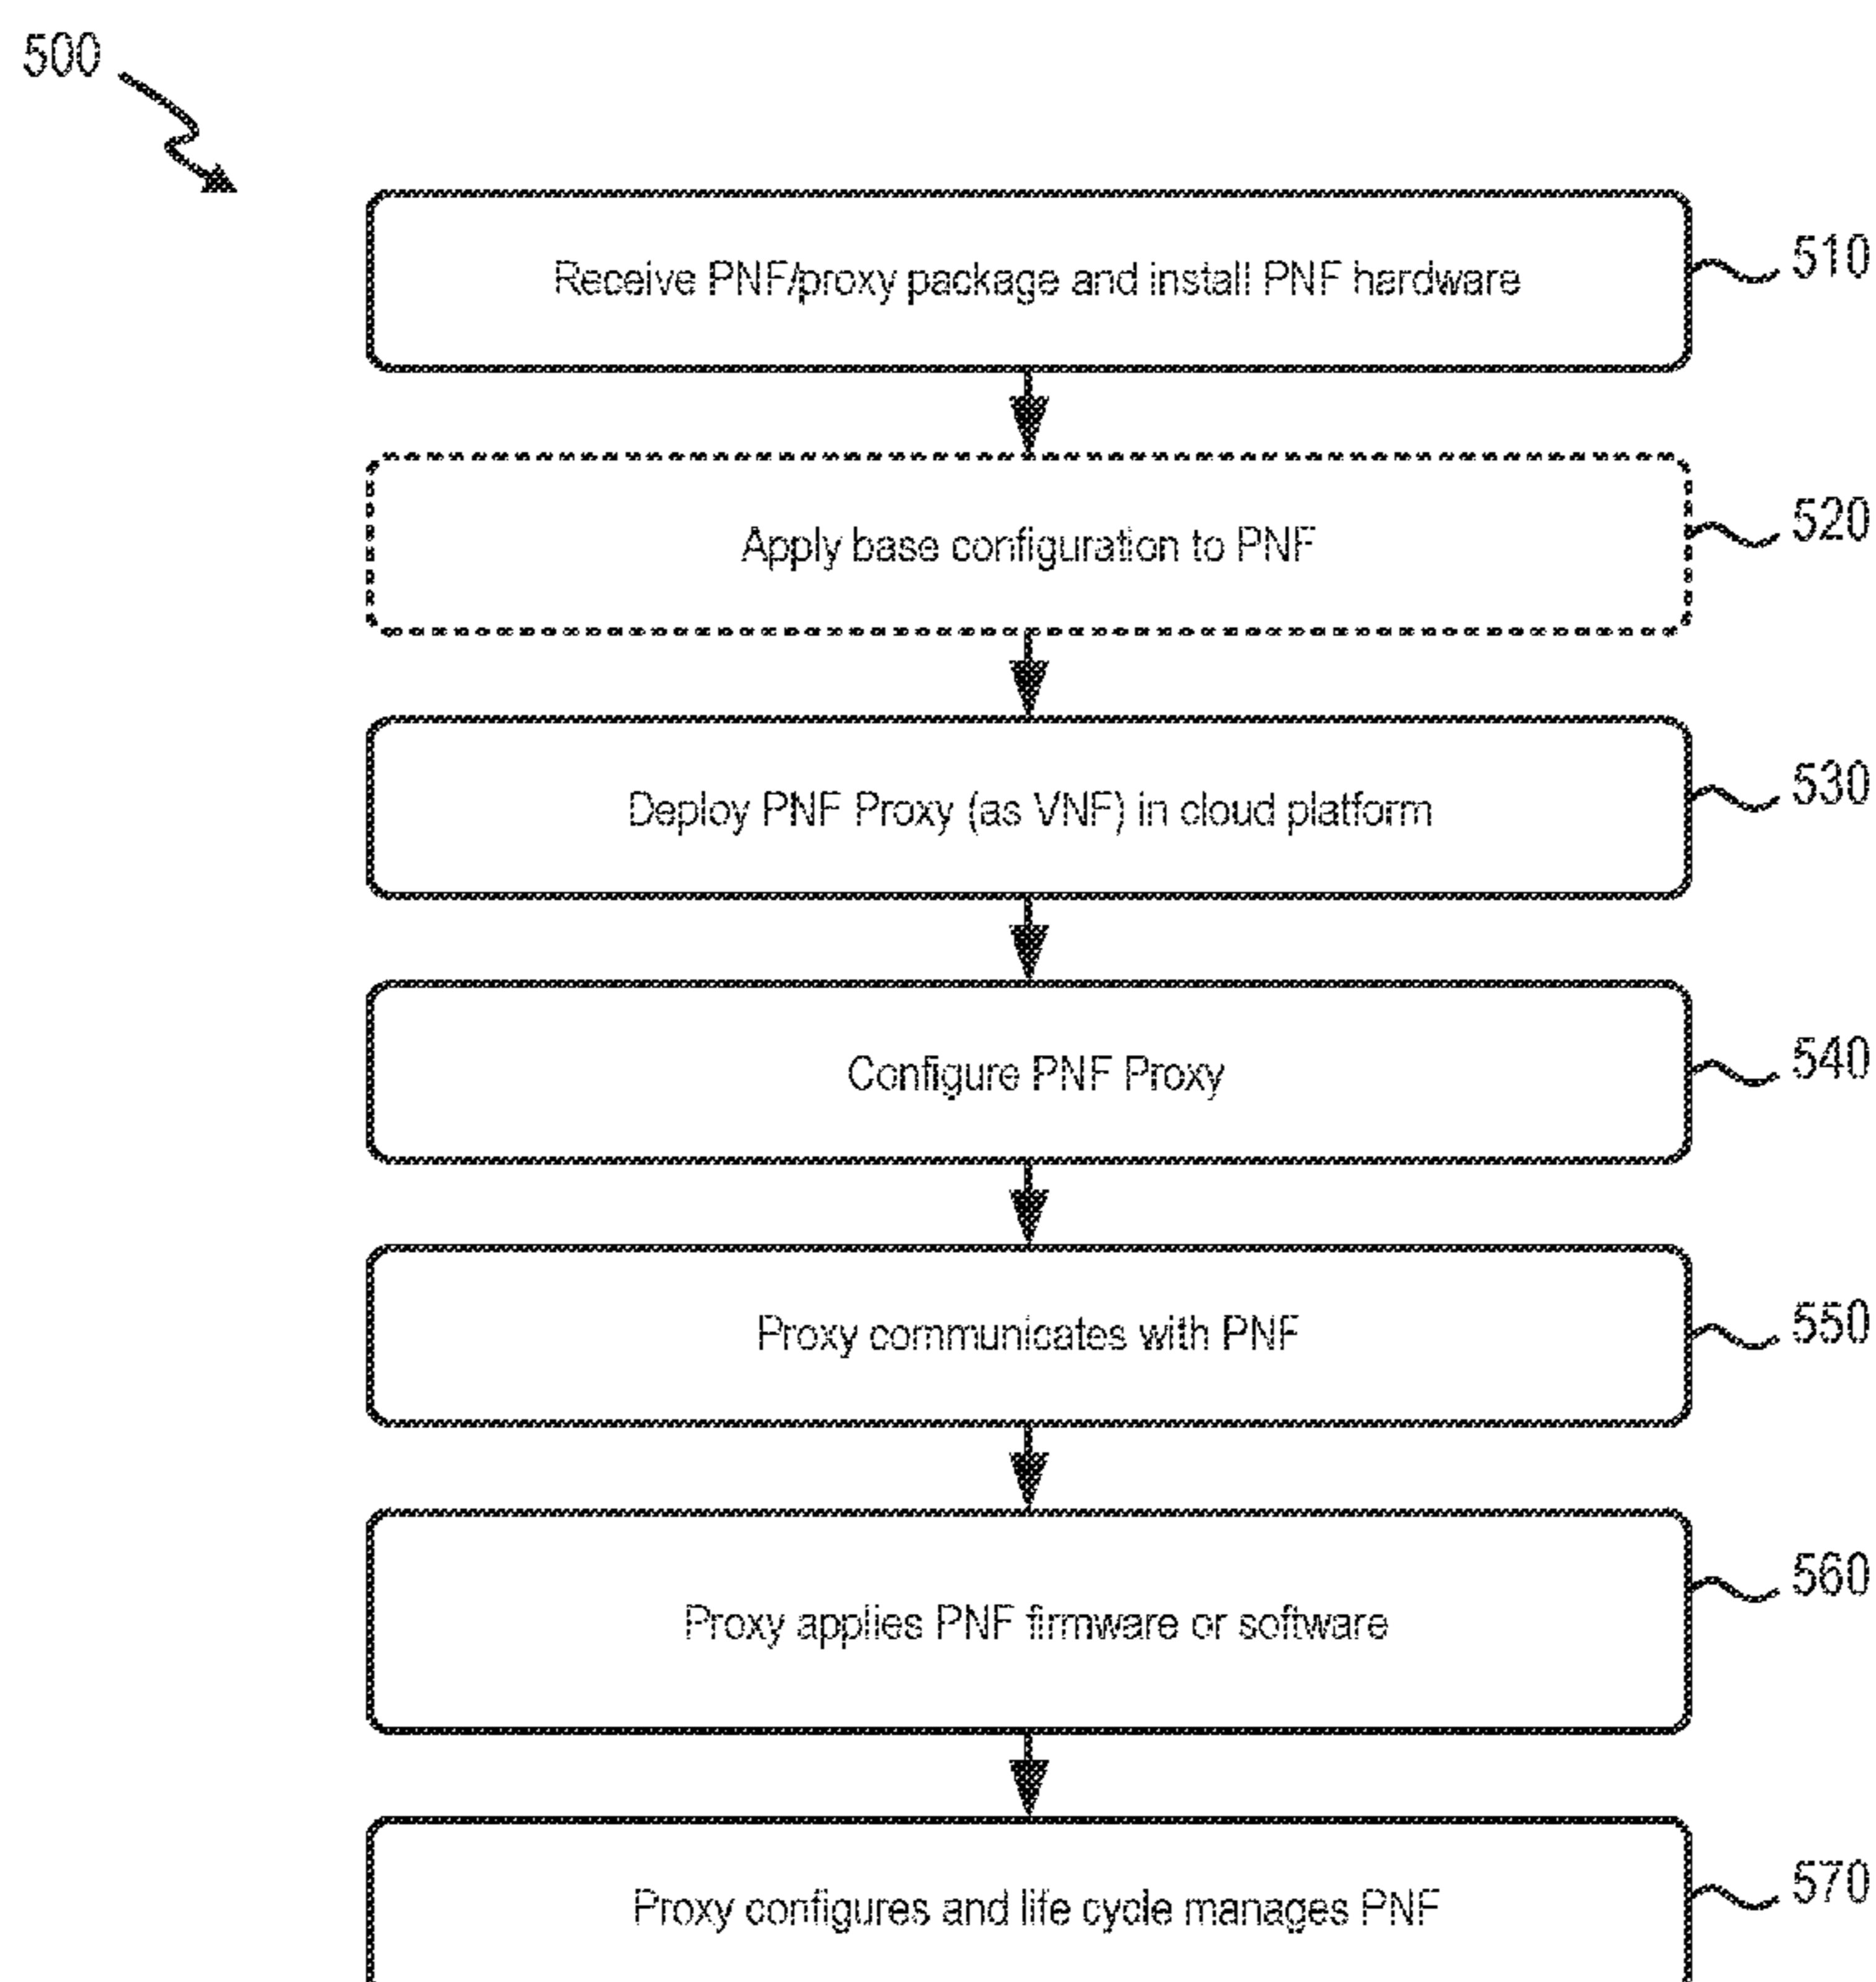 500
Receive PNF/proxy package and install PNF hardware
510
Apply base configuration to PNF
520
Deploy PNF Proxy (as VNF) in cloud platform
530
Configure PNF Proxy
540
Proxy communicates with PNF
550
Proxy applies PNF firmware or software
560
Proxy configures and life cycle manages PNF
570